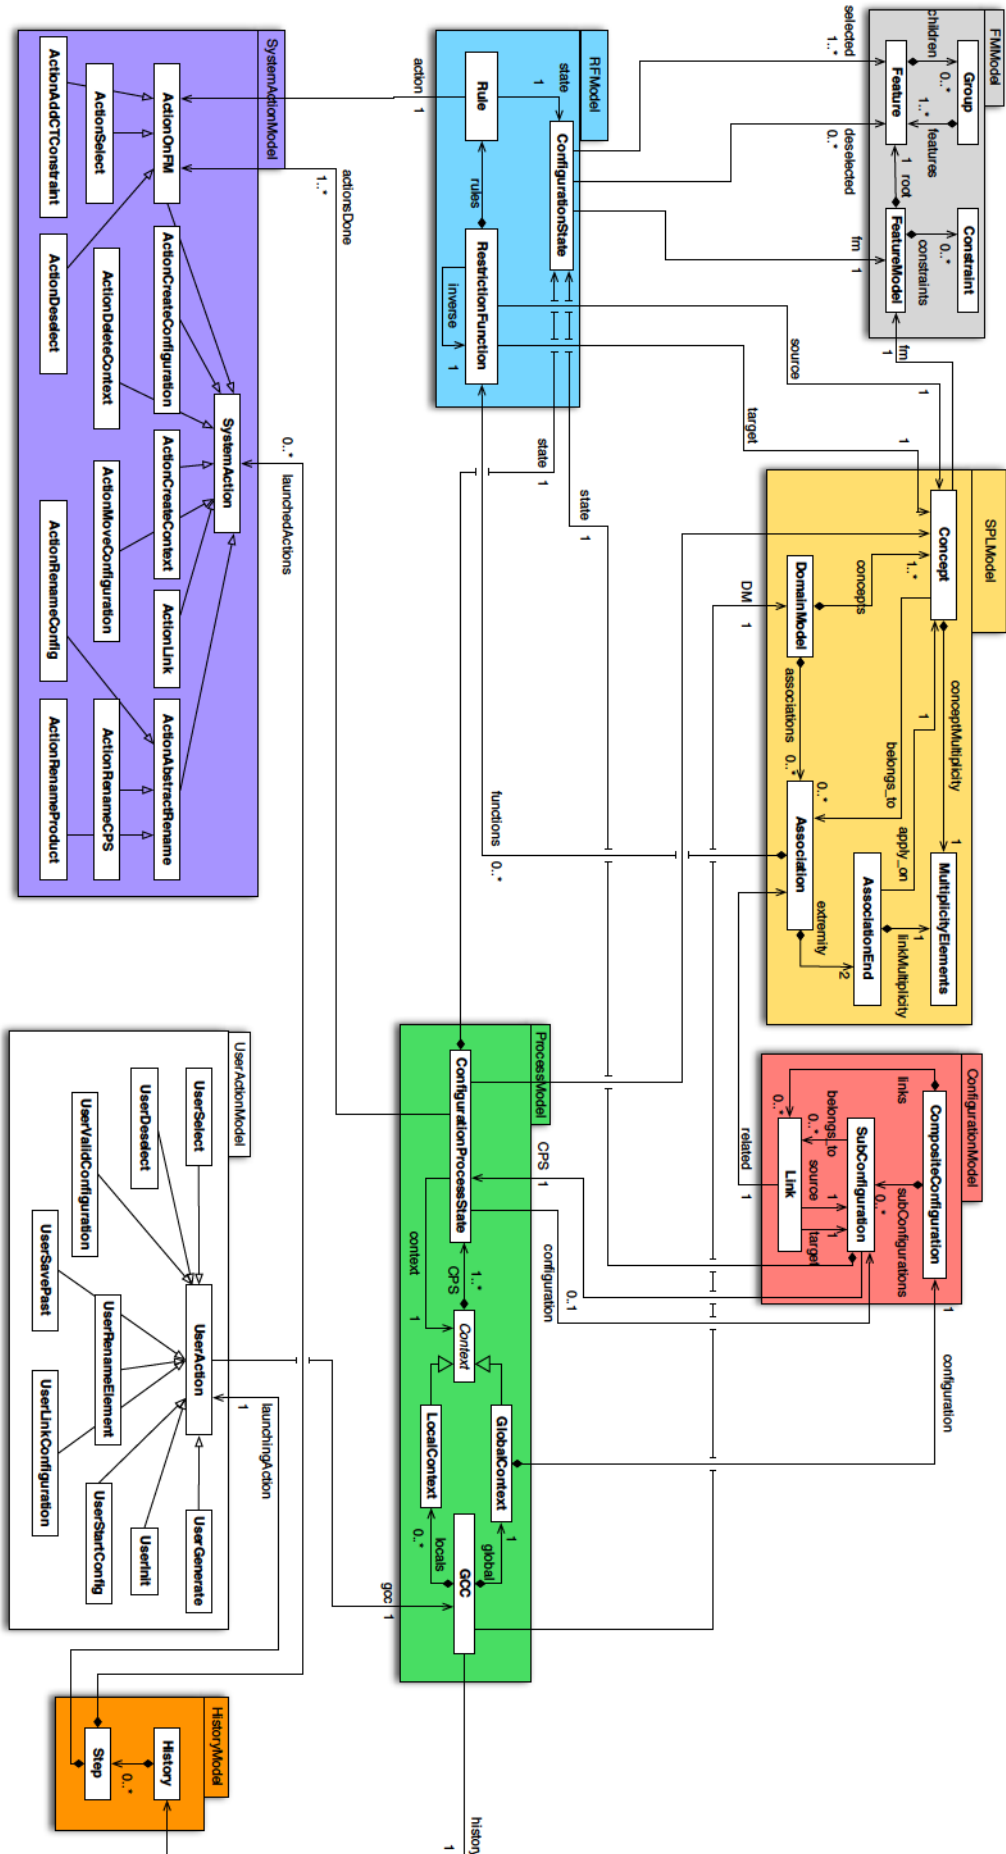 FMModel
Group
Constraint
children
0..*
1..*
features
0..*
constraints
Feature
1
root
FeatureModel
selected
1..*
deselected
0..*
fm
1
fm
1
RFModel
state
1
ConfigurationState
Rule
rules
RestrictionFunction
inverse
1
action
1
source
1
target
1
state
1
state
1
SPLModel
Concept
conceptMultiplicity
1
MultiplicityElements
1..*
concepts
belongs_to
1
apply_on
1
linkMultiplicity
AssociationEnd
DomainModel
associations
0..*
0..*
Association
extremity
2
DM
1
functions
0..*
ConfigurationModel
CompositeConfiguration
links
0..*
subConfigurations
0..*
SubConfiguration
belongs_to
0..*
source
1
target
1
Link
related
1
1
configuration
ProcessModel
CPS
1
configuration
0..1
ConfigurationProcessState
context
1
CPS
1..*
Context
GlobalContext
LocalContext
1
global
locals
0..*
GCC
gcc
1
history
1
SystemActionModel
actionsDone
1..*
0..*
launchedActions
SystemAction
ActionOnFM
ActionCreateConfiguration
ActionCreateContext
ActionLink
ActionAbstractRename
ActionSelect
ActionDeleteContext
ActionMoveConfiguration
ActionRenameCPS
ActionAddCTConstraint
ActionDeselect
ActionRenameConfig
ActionRenameProduct
UserActionModel
UserSelect
UserAction
UserGenerate
UserDeselect
UserInit
UserValidConfiguration
UserRenameElement
UserStartConfig
UserSavePast
UserLinkConfiguration
1
launchingAction
HistoryModel
History
0..*
Step